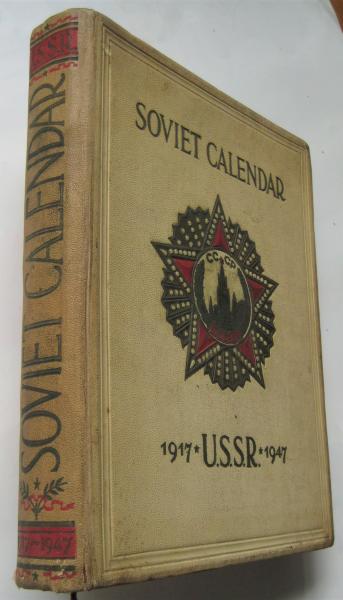 U.S.S.R.
SOVIET CALENDAR
1917-1947
SOVIET CALENDAR
СССР
1917 * U.S.S.R. * 1947